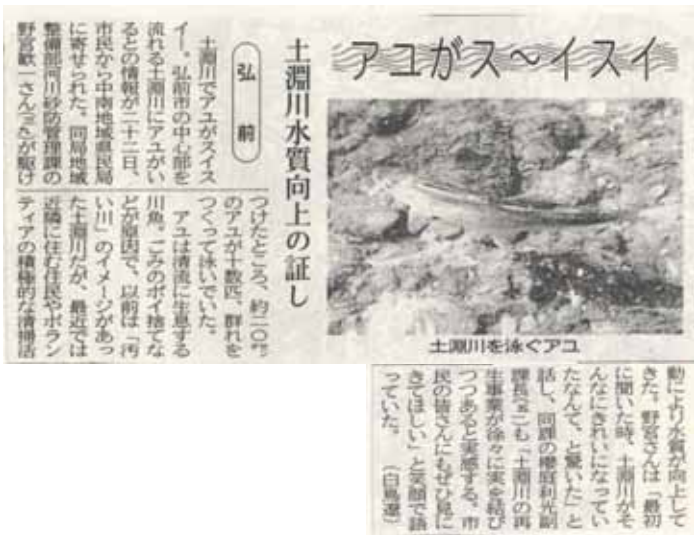 アユがス〜イスイ
土淵川水質向上の証し
弘前
土淵川でアユがスイス
イー。弘前市の中心部を
流れる土淵川にアユがい
るとの情報が二十二日、
市民から中南地域県民局
に寄せられた。同局地域
整備部河川砂防管理課の
野宮歓一さんが駆け
つけたところ、約二〇㌢
のアユが十数匹、群れを
つくって泳いでいた。
アユは清流に生息する
川魚。ごみのポイ捨てな
どが原因で、以前は「汚
い川」のイメージがあっ
た土淵川だが、最近では
近隣に住む住民やボラン
ティアの積極的な清掃活
土淵川を泳ぐアユ
動により水質が向上して
きた。野宮さんは「最初
に聞いた時、土淵川がそ
んなにきれいになってい
たなんて、と驚いた」と
話し、同課の櫻庭利光副
課長も「土淵川の再
生事業が徐々に実を結び
つつあると実感する。市
民の皆さんにもぜひ見に
きてほしい」と笑顔で語
っていた。（白鳥遼）